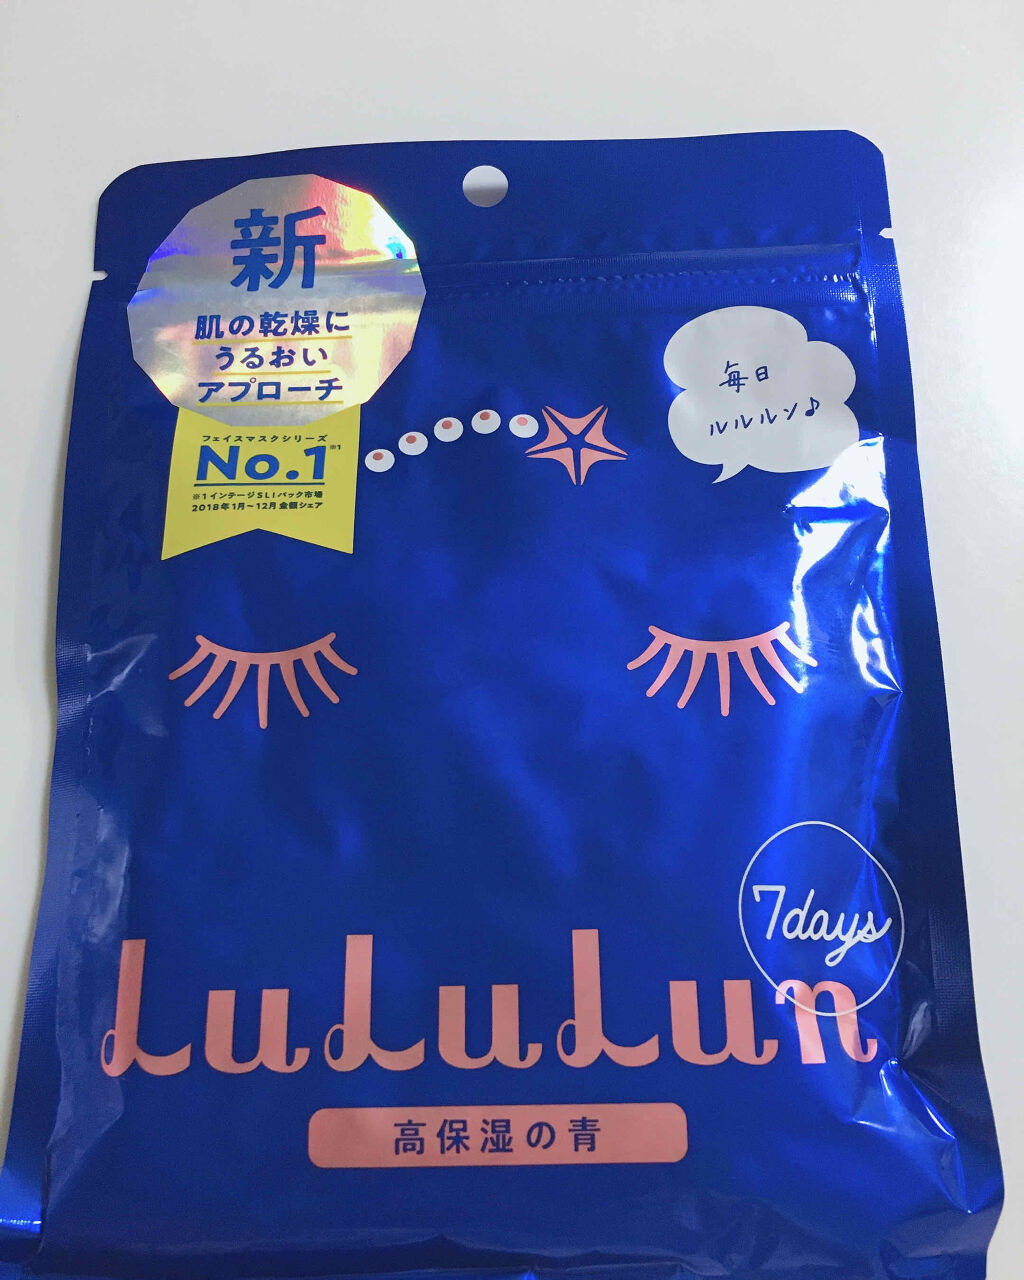 新
肌の乾燥に
うるおい
アプローチ
フェイスマスクシリーズ
No.1※1
※1 インテージSLIパック市場
2018年1月～12月 金額シェア
毎日
ルルルン♪
7days
LuLuLun
高保湿の青